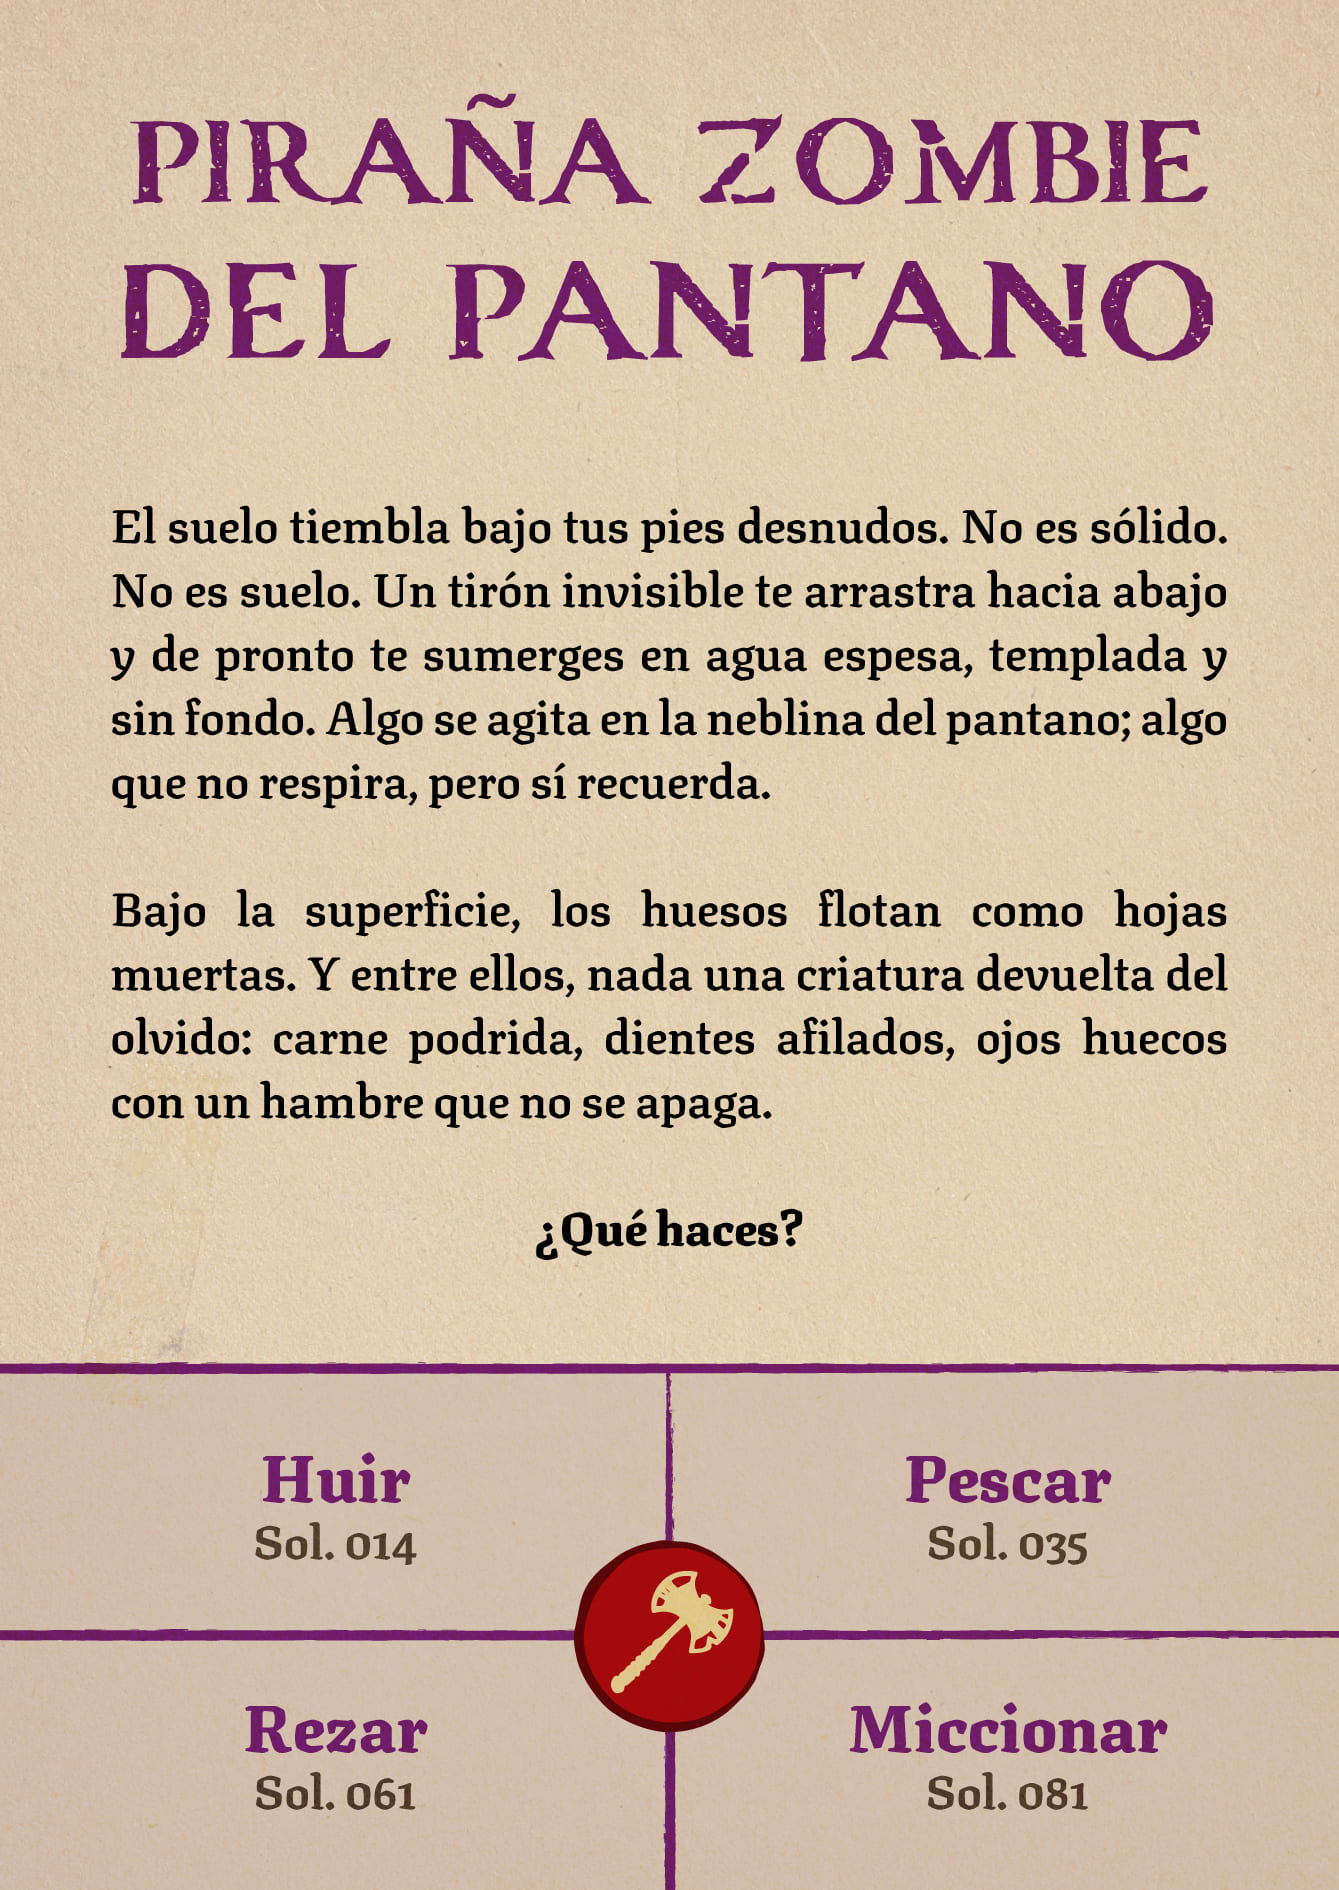 PIRAÑA ZOMBIE
DEL PANTANO
El suelo tiembla bajo tus pies desnudos. No es sólido.
No es suelo. Un tirón invisible te arrastra hacia abajo
y de pronto te sumerges en agua espesa, templada y
sin fondo. Algo se agita en la neblina del pantano; algo
que no respira, pero sí recuerda.
Bajo la superficie, los huesos flotan como hojas
muertas. Y entre ellos, nada una criatura devuelta del
olvido: carne podrida, dientes afilados, ojos huecos
con un hambre que no se apaga.
¿Qué haces?
Huir
Sol. 014
Pescar
Sol. 035
Rezar
Sol. 061
Miccionar
Sol. 081